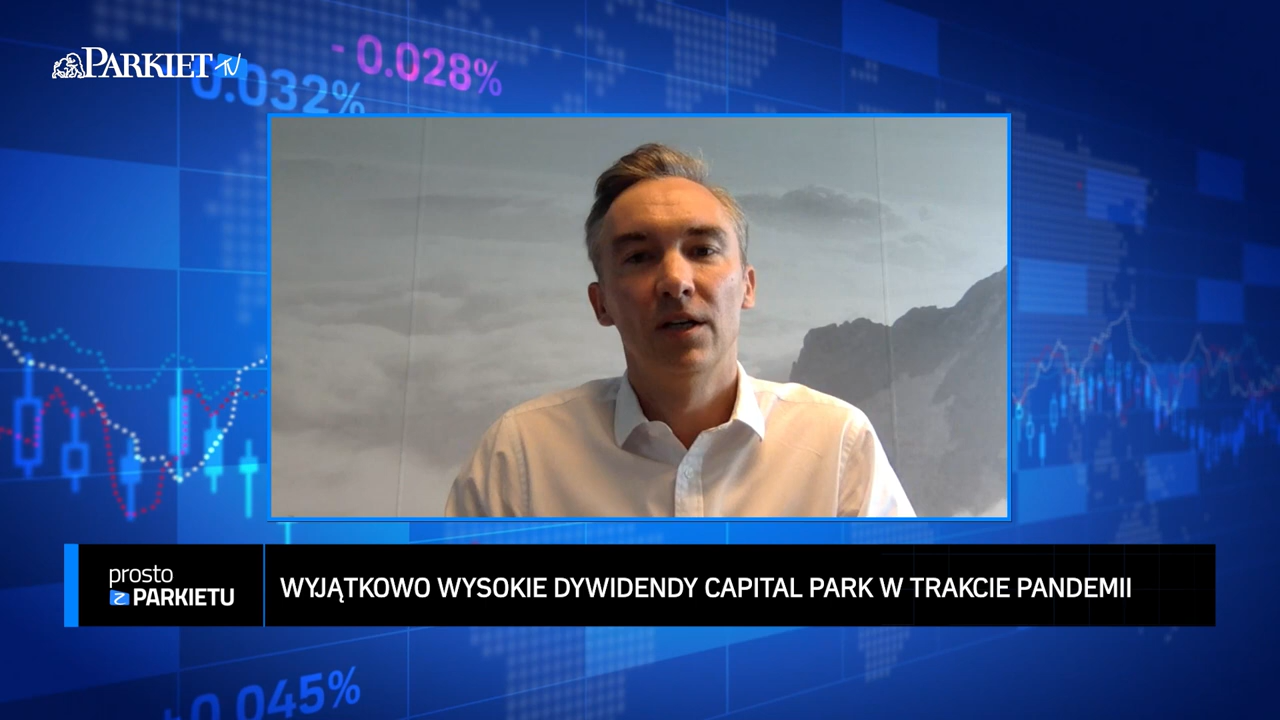 PARKIET TV
- 0.028%
0.032%
prosto
z PARKIETU
WYJĄTKOWO WYSOKIE DYWIDENDY CAPITAL PARK W TRAKCIE PANDEMII
+0.045%